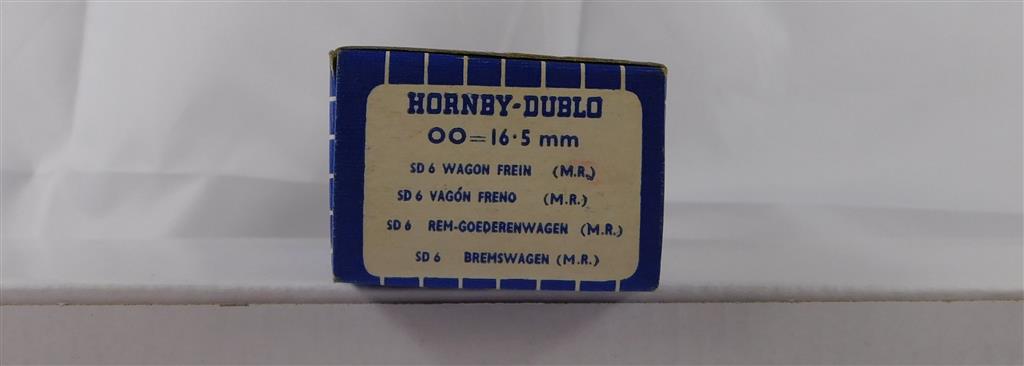 HORNBY-DUBLO
OO=16·5 mm
SD 6 WAGON FREIN (M.R.)
SD 6 VAGÓN FRENO (M.R.)
SD 6 REM-GOEDERENWAGEN (M.R.)
SD 6 BREMSWAGEN (M.R.)